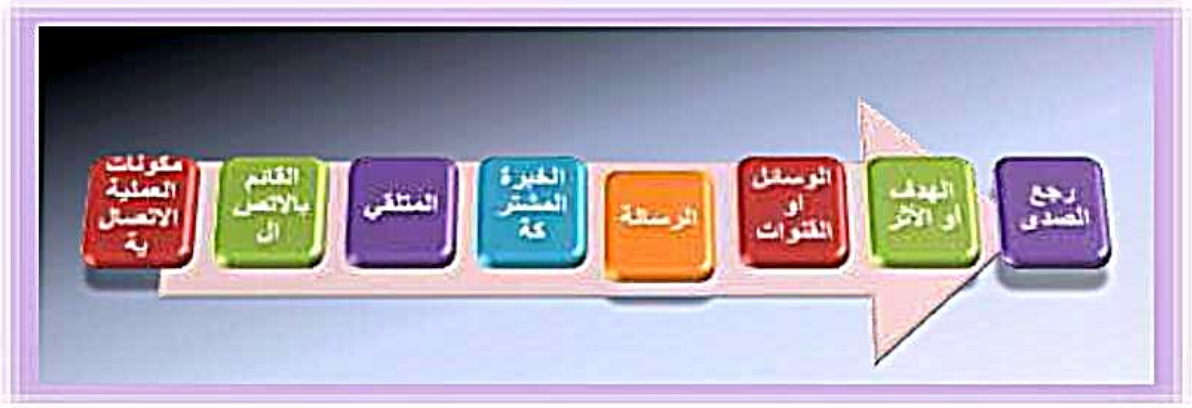 مكونات
العملية
الاتصال
ية
القائم
بالاتص
ال
المتلقي
الخبرة
المشتر
كة
الرسالة
الوسائل
او
القنوات
الهدف
أو الأثر
رجع
الصدى